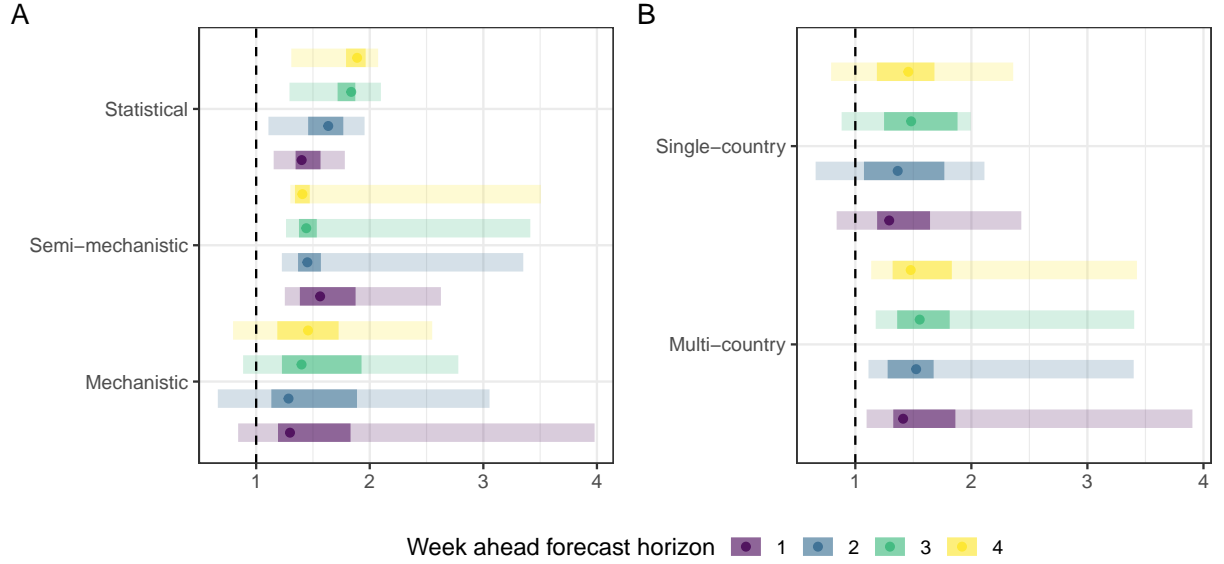 A
B
Statistical
Semi−mechanistic
Mechanistic
1 2 3 4
Single−country
Multi−country
1 2 3 4
Week ahead forecast horizon 1 2 3 4